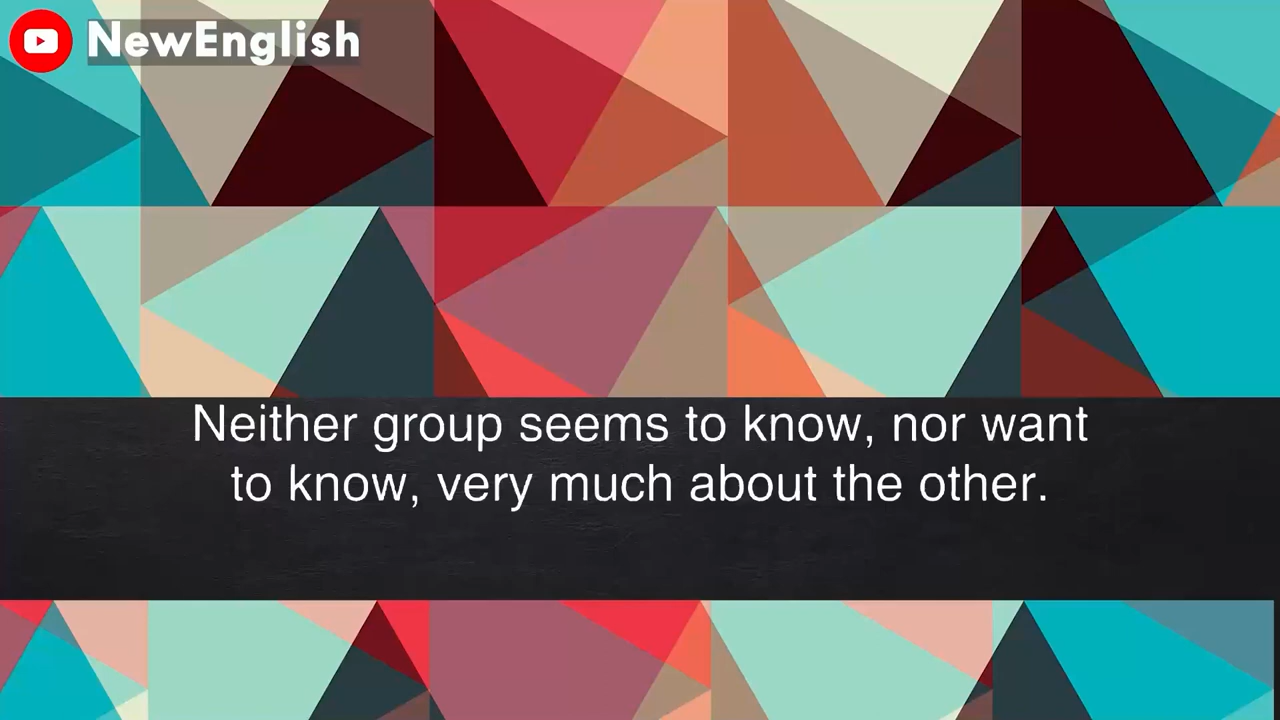 NewEnglish
Neither group seems to know, nor want
to know, very much about the other.